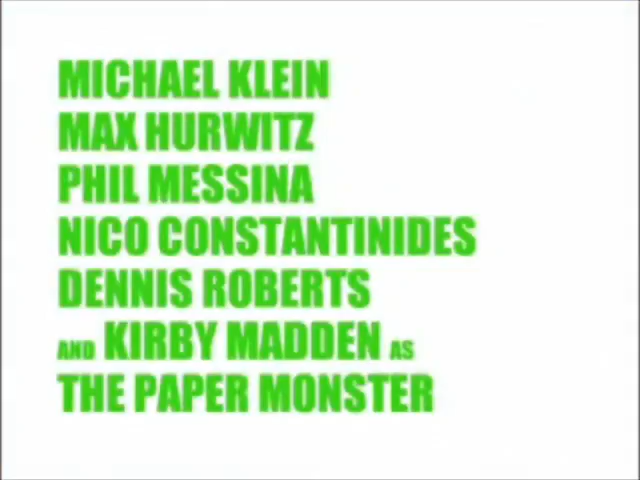 MICHAEL KLEIN
MAX HURWITZ
PHIL MESSINA
NICO CONSTANTINIDES
DENNIS ROBERTS
AND KIRBY MADDEN AS
THE PAPER MONSTER